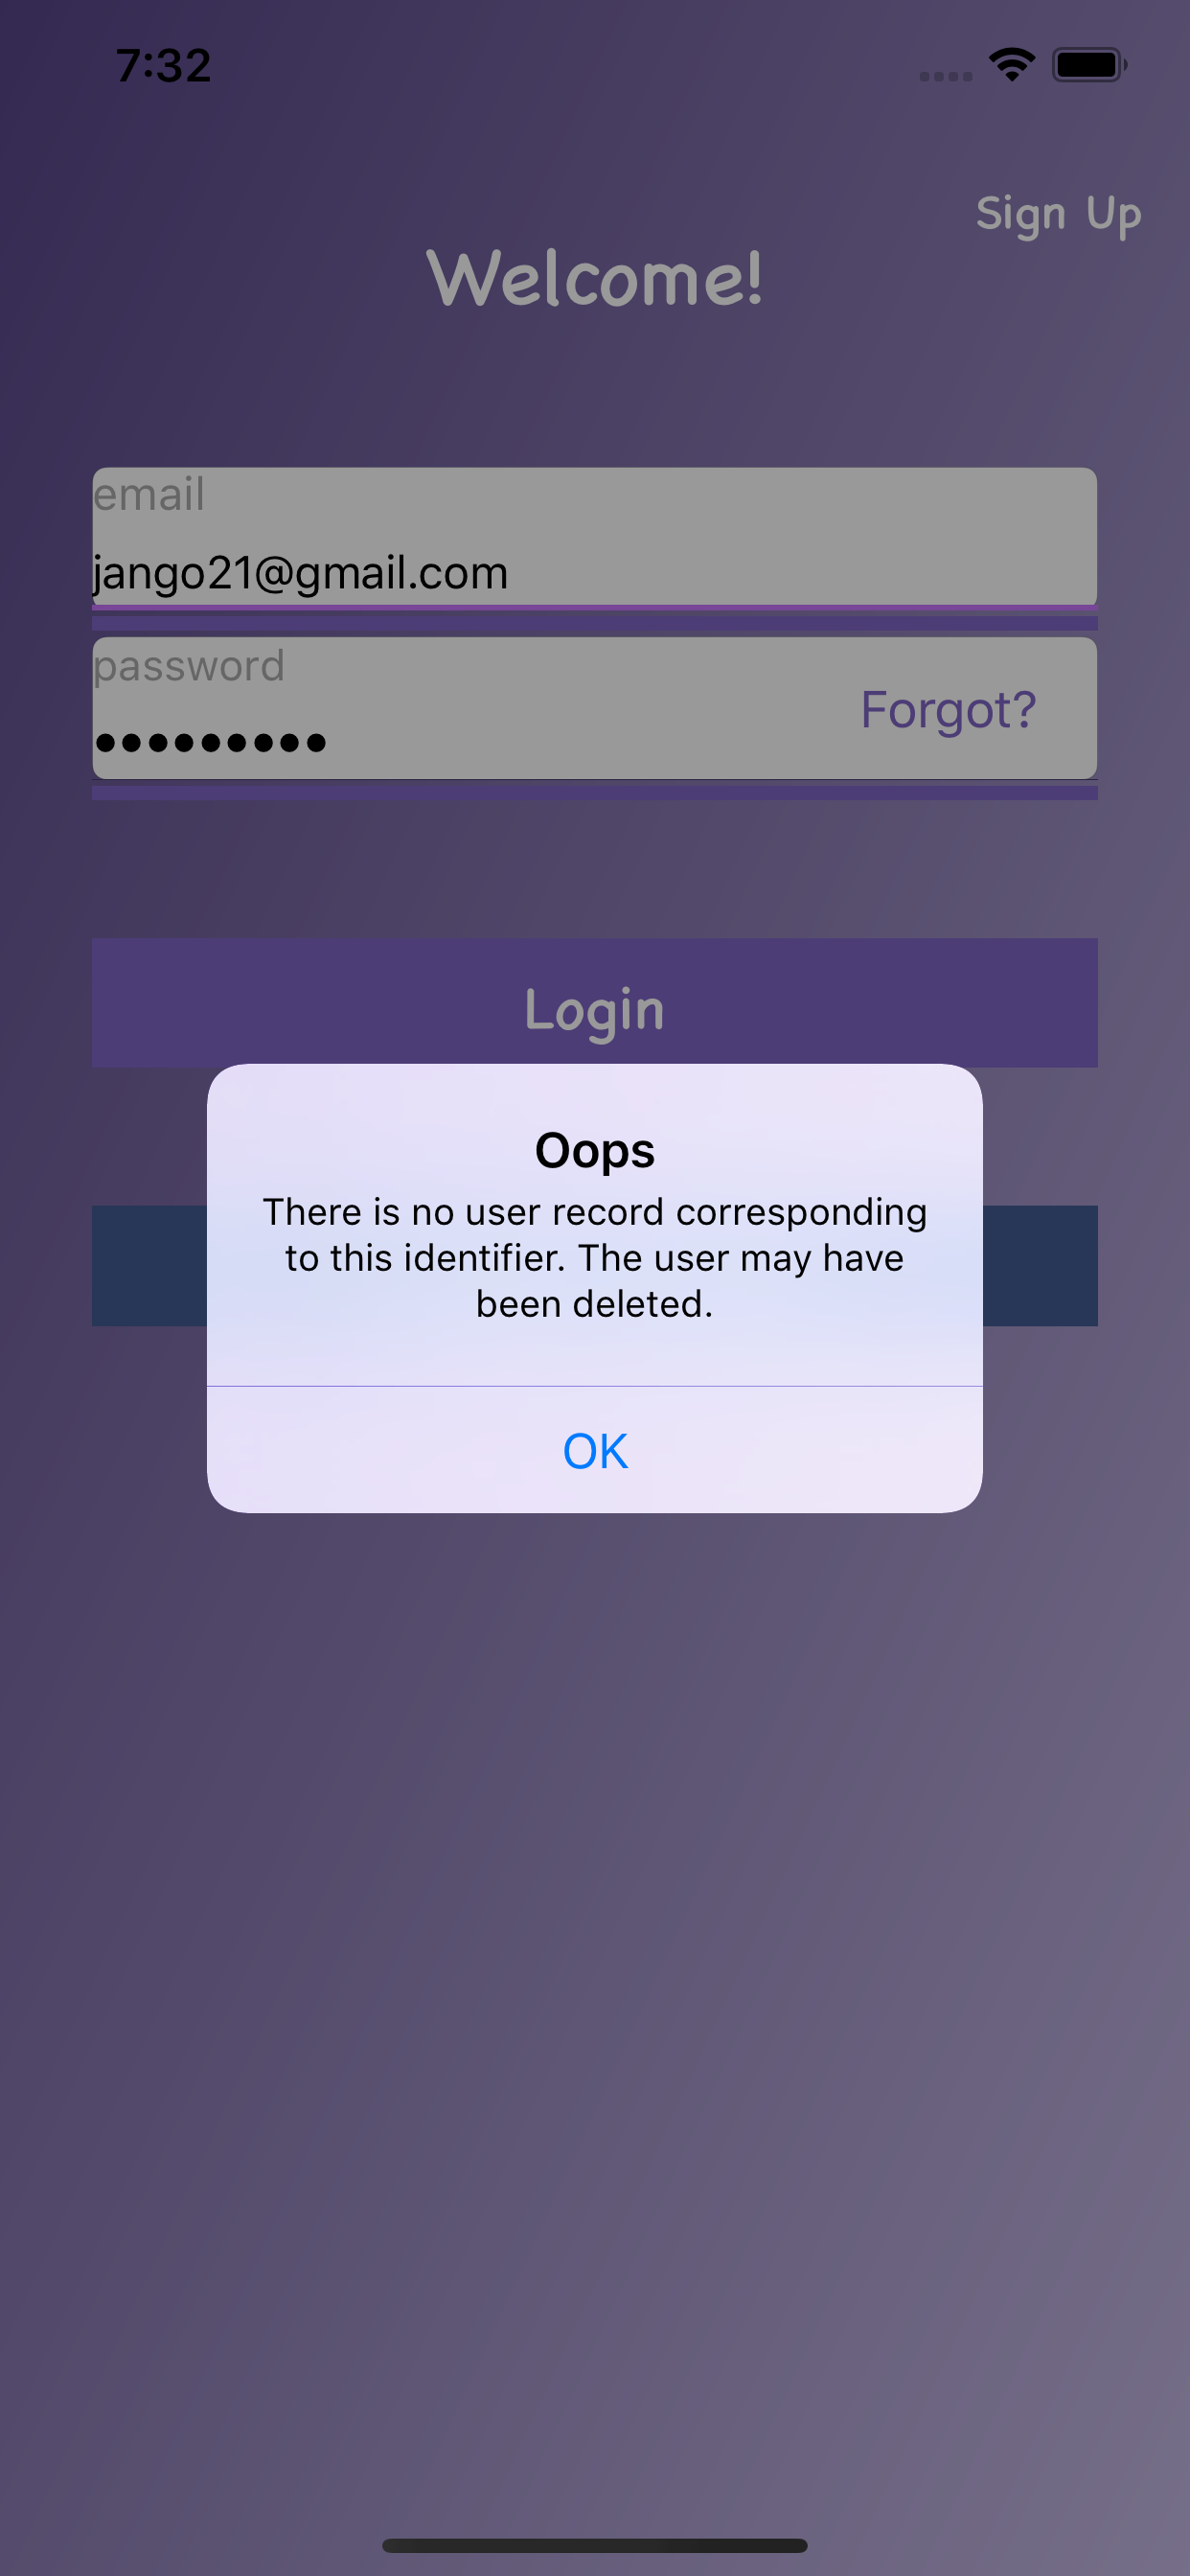 7:32
Sign Up
Welcome!
email
jango21@gmail.com
password
Forgot?
•••••••••
Login
Oops
There is no user record corresponding
to this identifier. The user may have
been deleted.
OK